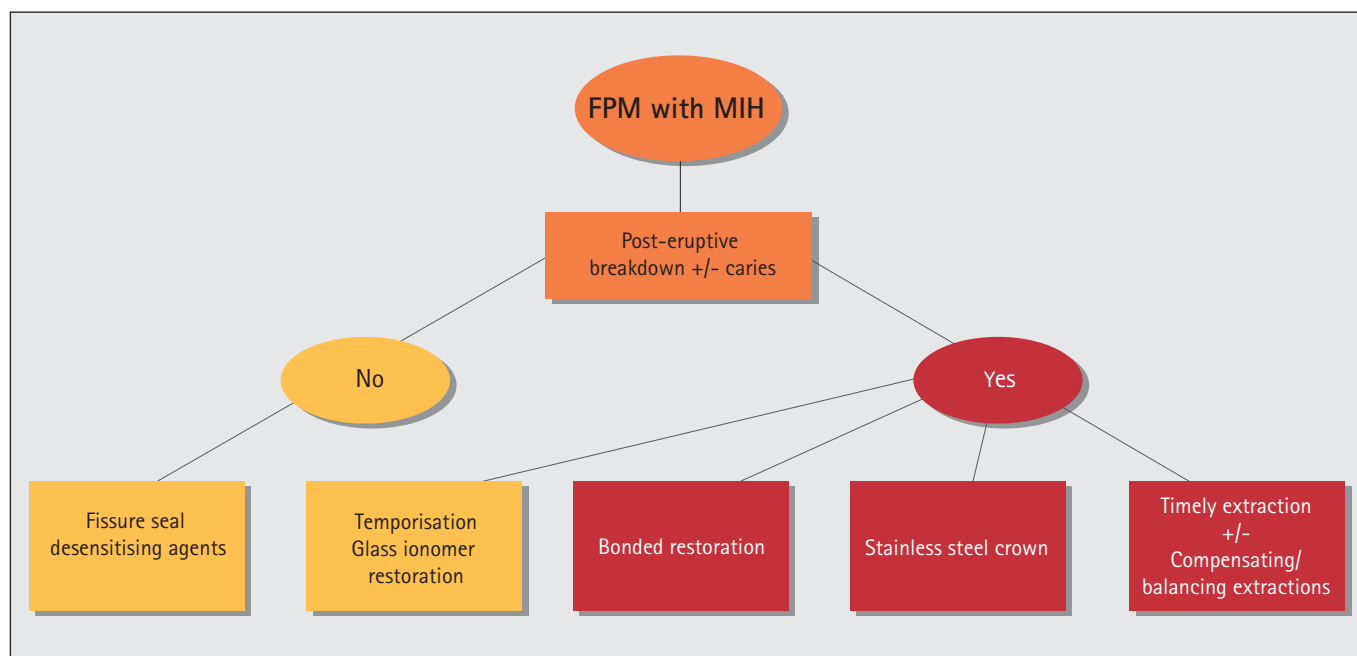 FPM with MIH
Post-eruptive
breakdown +/- caries
No
Yes
Fissure seal
desensitising agents
Temporisation
Glass ionomer
restoration
Bonded restoration
Stainless steel crown
Timely extraction
+/-
Compensating/
balancing extractions